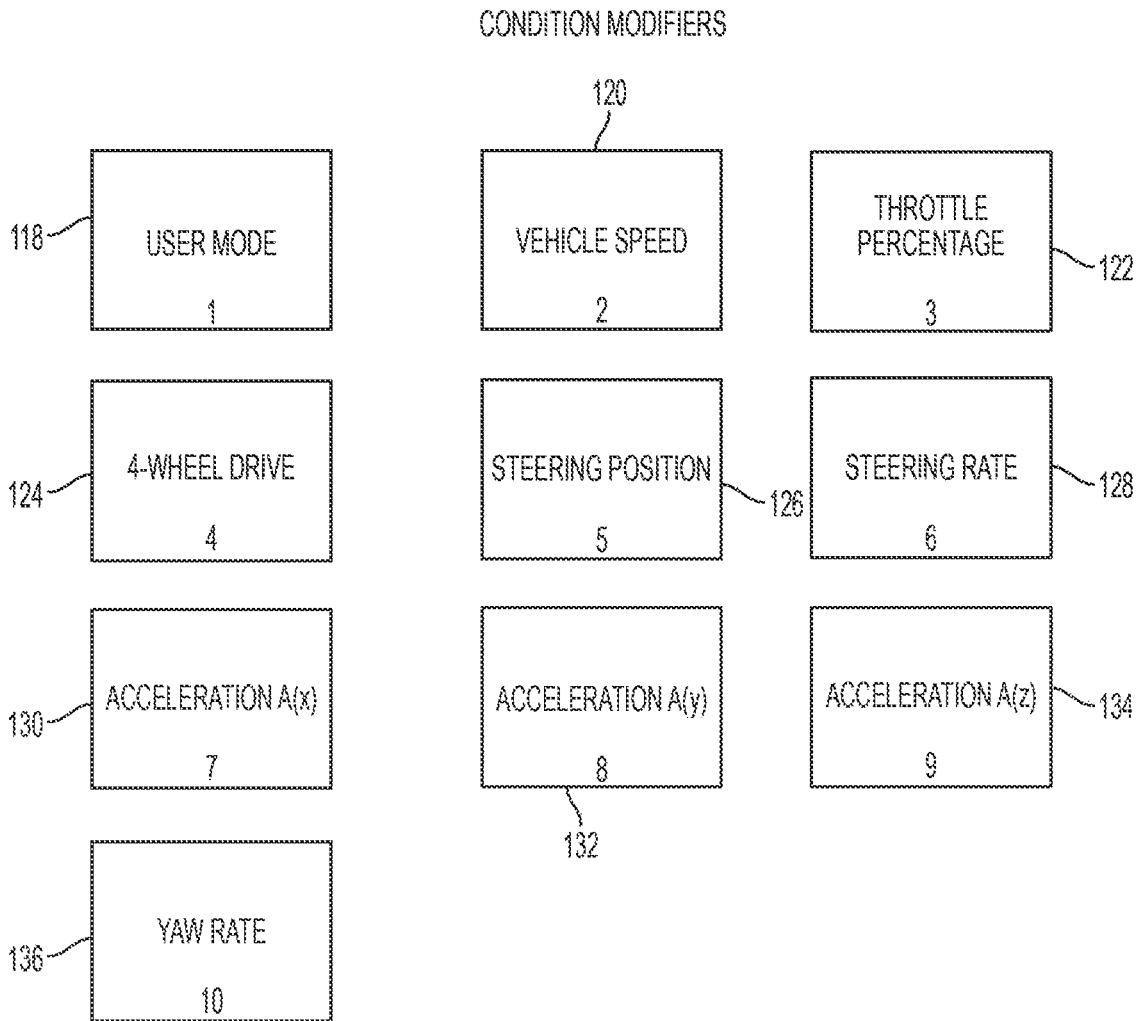 CONDITION MODIFIERS
120
118
USER MODE
1
VEHICLE SPEED
2
THROTTLE
PERCENTAGE
3
122
124
4-WHEEL DRIVE
4
STEERING POSITION
5
126
STEERING RATE
6
128
130
ACCELERATION A(x)
7
ACCELERATION A(y)
8
132
ACCELERATION A(z)
9
134
136
YAW RATE
10